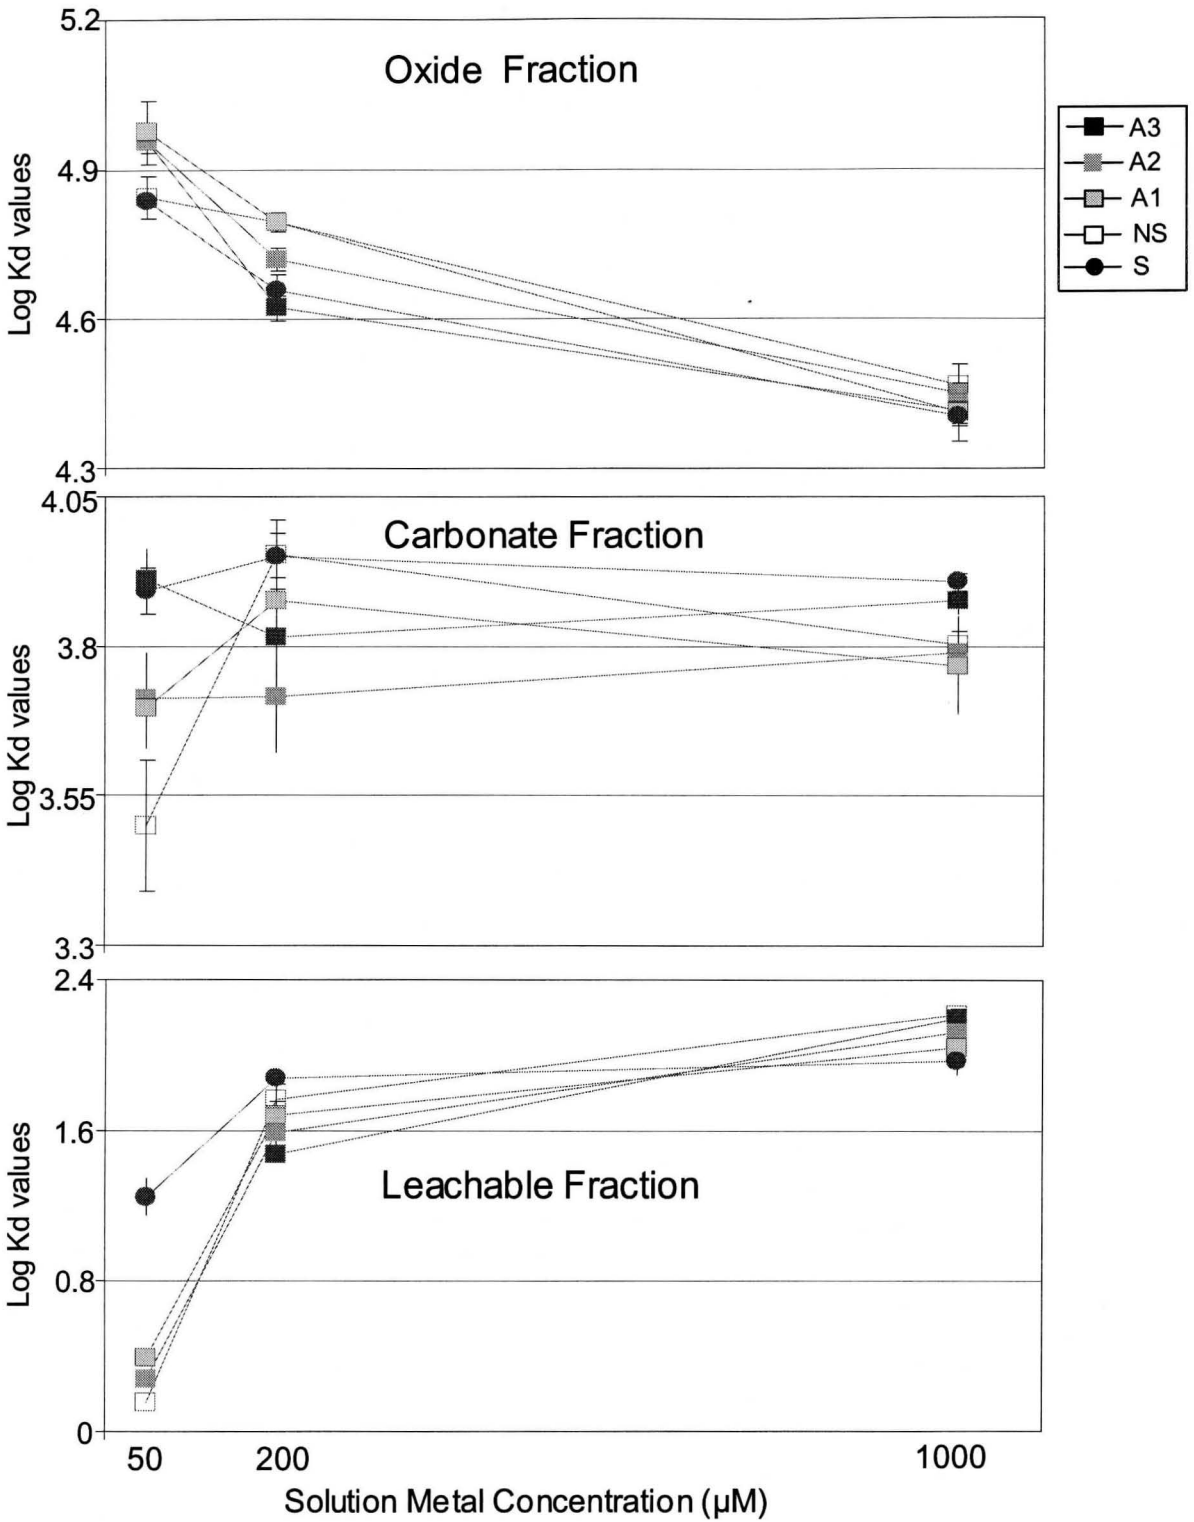 5.2
Oxide Fraction
4.9
4.6
4.3
Log Kd values
A3
A2
A1
NS
S
4.05
Carbonate Fraction
3.8
3.55
3.3
Log Kd values
2.4
1.6
Leachable Fraction
0.8
0
Log Kd values
50 200 1000
Solution Metal Concentration (µM)